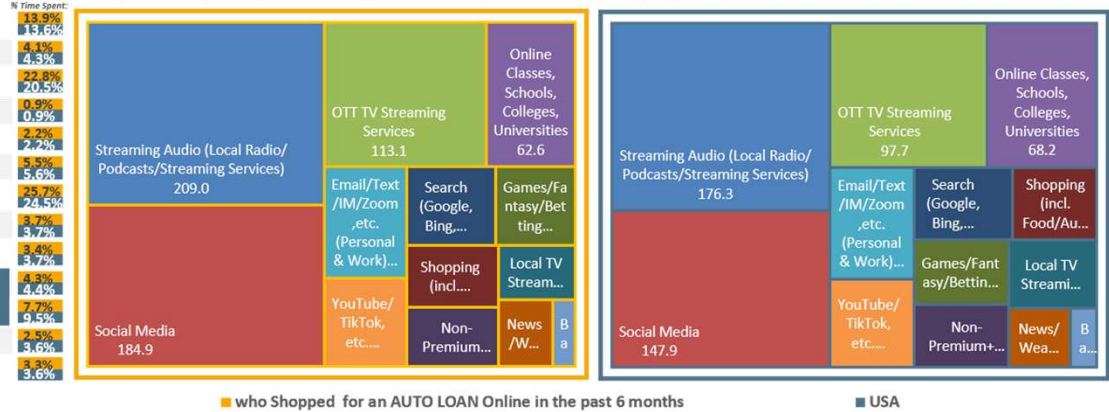 % Time Spent:
13.9%
13.6%
4.1%
4.3%
22.8%
20.5%
0.9%
0.9%
2.2%
2.2%
5.5%
5.6%
25.7%
24.5%
3.7%
3.7%
3.4%
3.7%
4.3%
4.4%
7.7%
9.5%
2.5%
3.6%
3.3%
3.6%
Streaming Audio (Local Radio/
Podcasts/Streaming Services)
209.0
Social Media
184.9
OTT TV Streaming
Services
113.1
Online
Classes,
Schools,
Colleges,
Universities
62.6
Email/Text
/IM/Zoom
,etc.
(Personal
& Work)...
YouTube/
TikTok,
etc....
Search
(Google,
Bing,...
Games/Fa
ntasy/Bet
ting...
Shopping
(incl....
Local TV
Stream...
Non-
Premium...
News
/W...
Ba
Streaming Audio (Local Radio/
Podcasts/Streaming Services)
176.3
Social Media
147.9
OTT TV Streaming
Services
97.7
Online Classes,
Schools,
Colleges,
Universities
68.2
Email/Text
/IM/Zoom
,etc.
(Personal
& Work)...
YouTube/
TikTok,
etc....
Search
(Google,
Bing,...
Shopping
(incl.
Food/Au...
Games/Fant
asy/Bettin...
Local TV
Streami...
Non-
Premium+...
News/
Wea...
B
a...
who Shopped for an AUTO LOAN Online in the past 6 months
USA